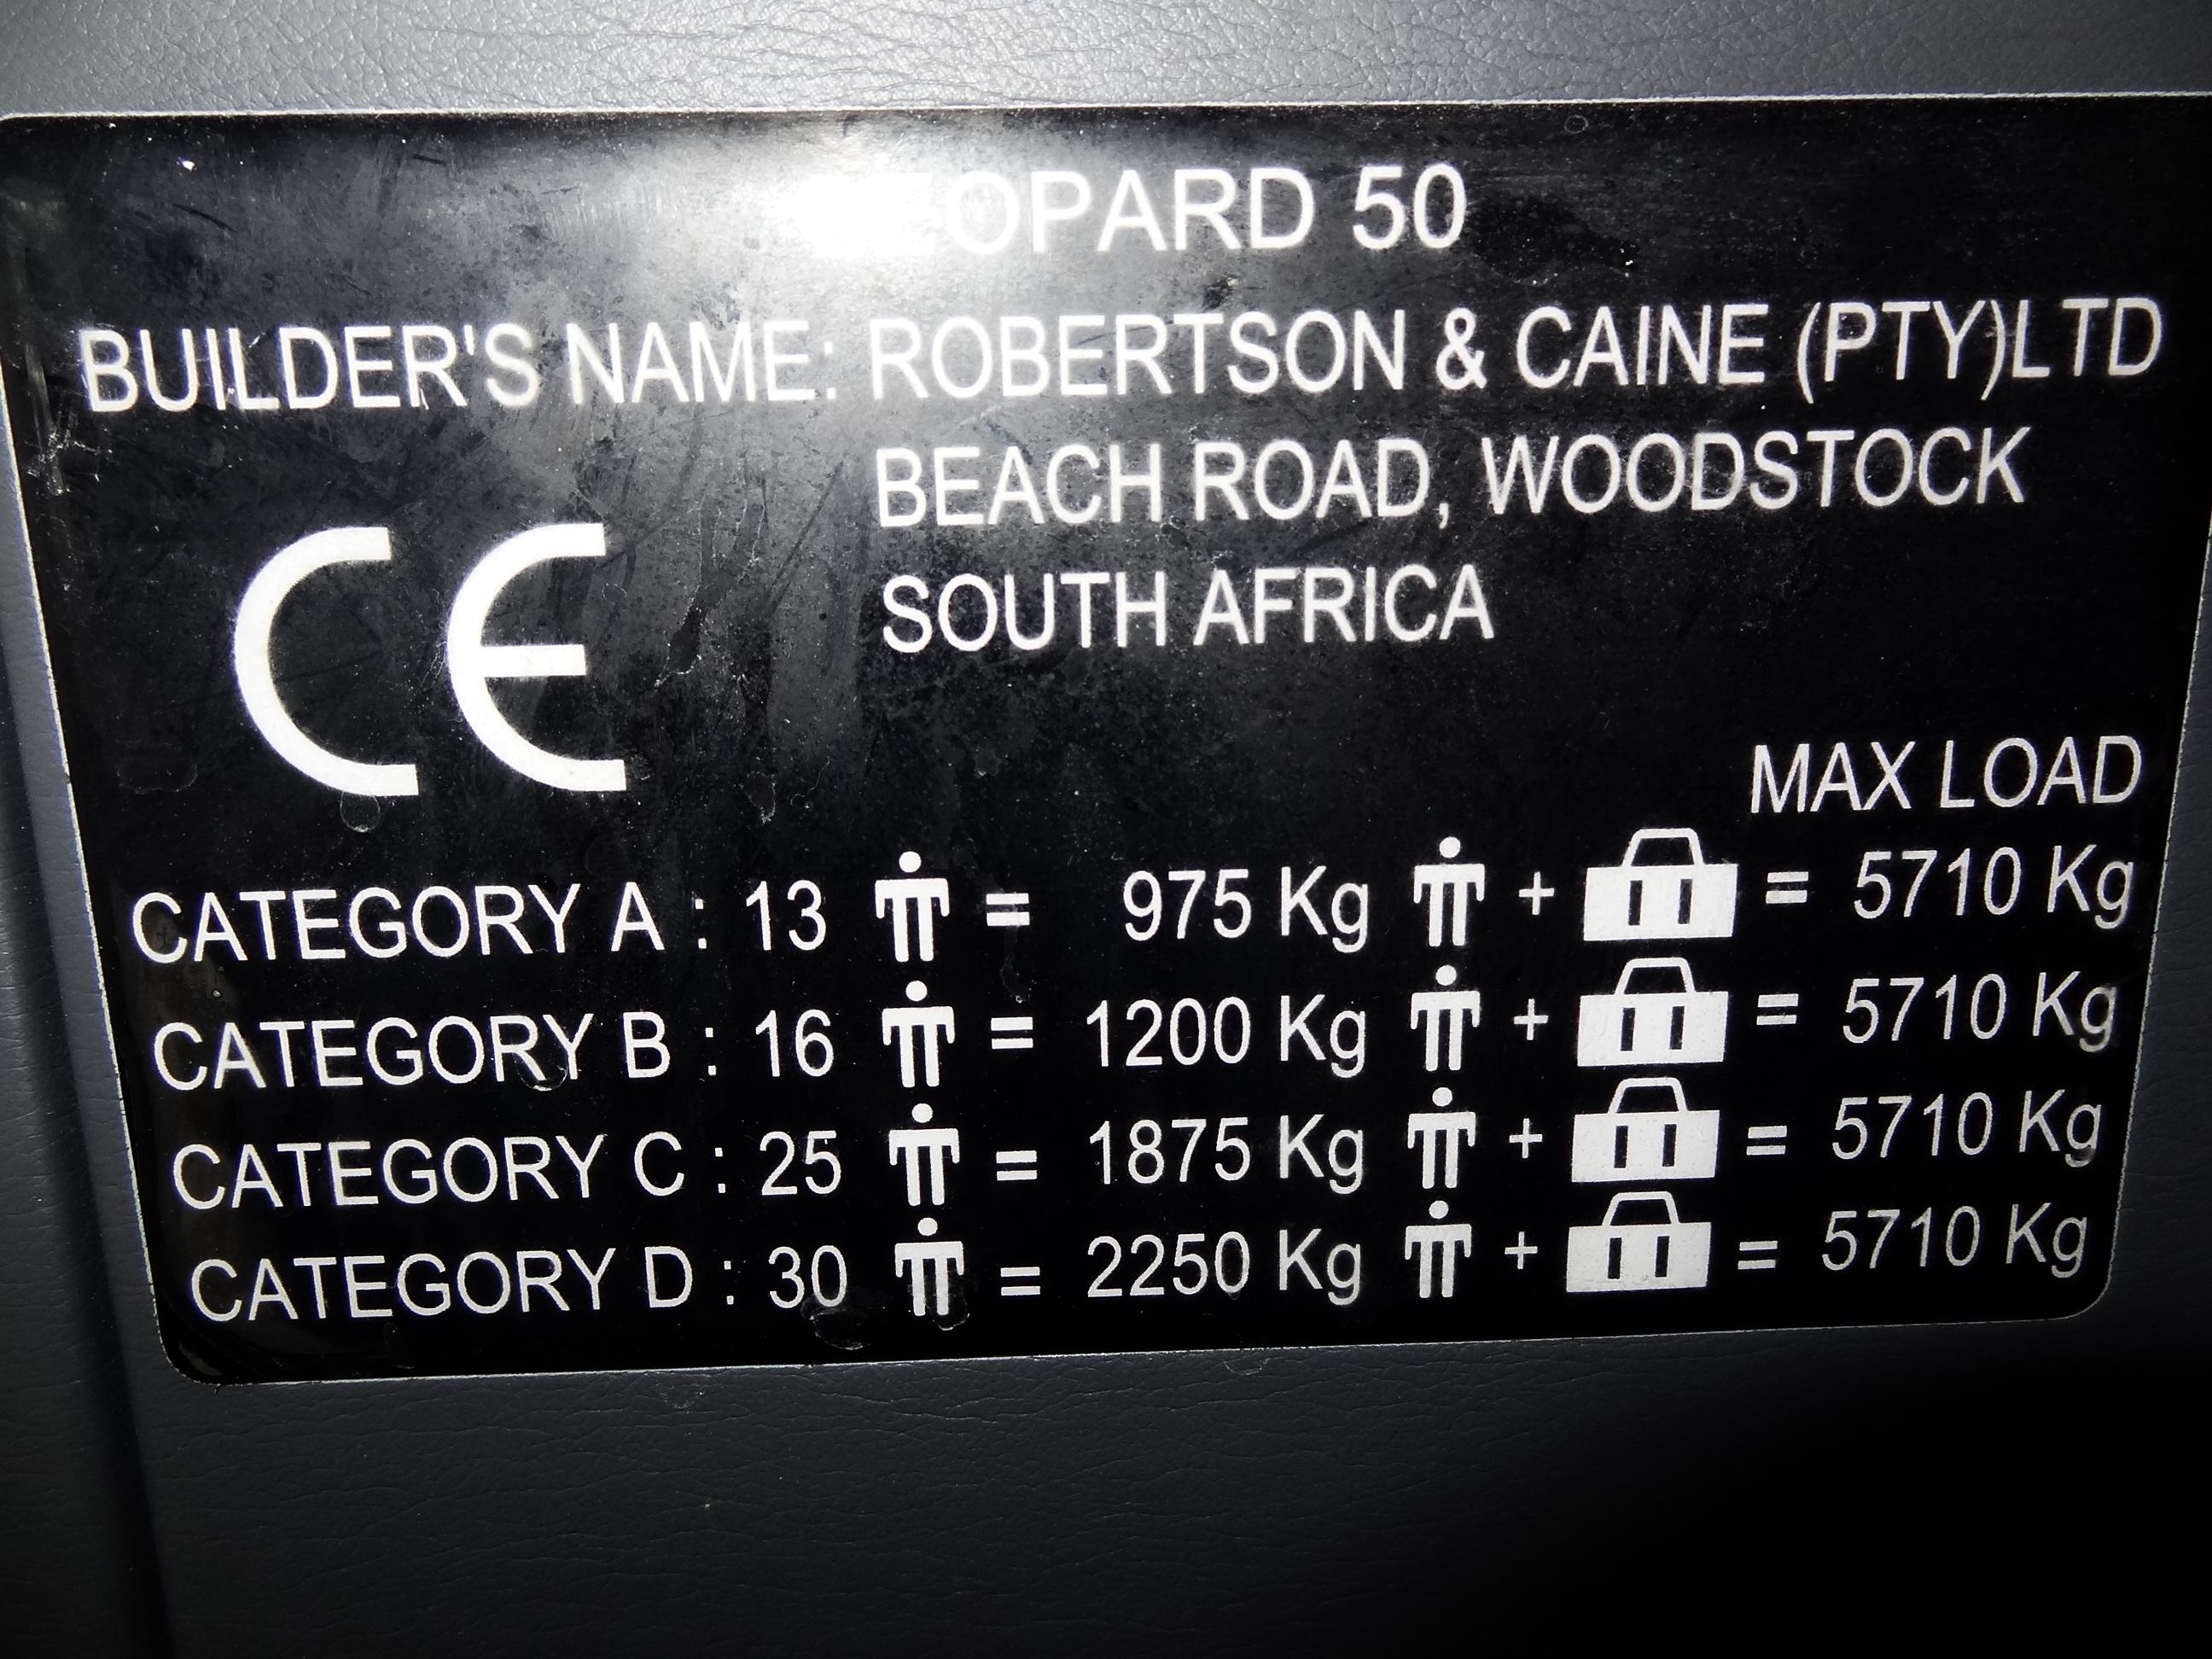 LEOPARD 50
BUILDER'S NAME: ROBERTSON & CAINE (PTY)LTD
BEACH ROAD, WOODSTOCK
SOUTH AFRICA
CE
MAX LOAD
CATEGORY A : 13 = 975 Kg + = 5710 Kg
CATEGORY B : 16 = 1200 Kg + = 5710 Kg
CATEGORY C : 25 = 1875 Kg + = 5710 Kg
CATEGORY D : 30 = 2250 Kg + = 5710 Kg